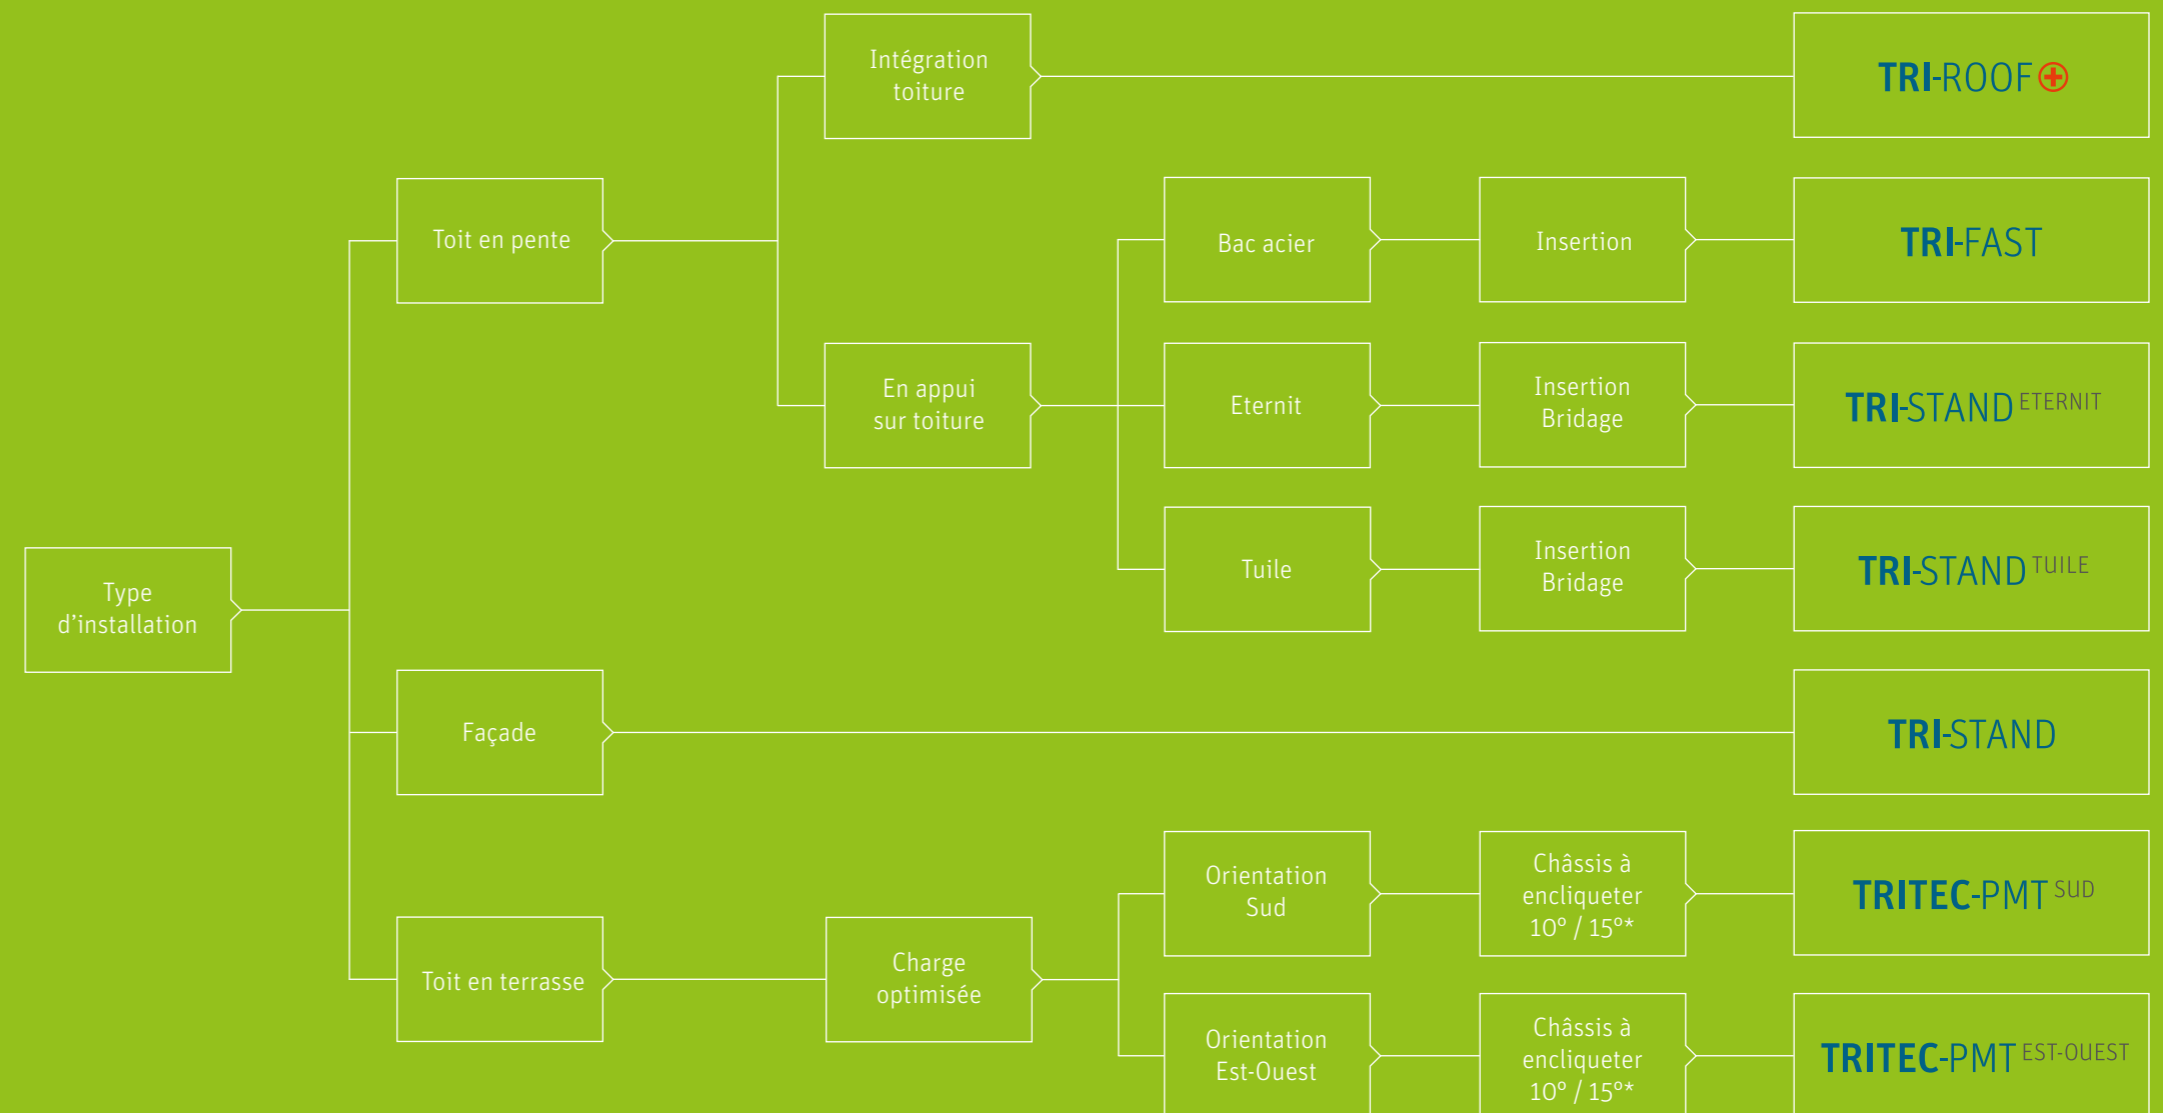 Intégration
toiture
TRI-ROOF
Toit en pente
Bac acier
Insertion
TRI-FAST
En appui
sur toiture
Eternit
Insertion
Bridage
TRI-STAND ETERNIT
Tuile
Insertion
Bridage
TRI-STAND TUILE
Type
d'installation
Façade
TRI-STAND
Toit en terrasse
Charge
optimisée
Orientation
Sud
Châssis à
encliqueter
10° / 15°*
TRITEC-PMT SUD
Orientation
Est-Ouest
Châssis à
encliqueter
10° / 15°*
TRITEC-PMT EST-OUEST